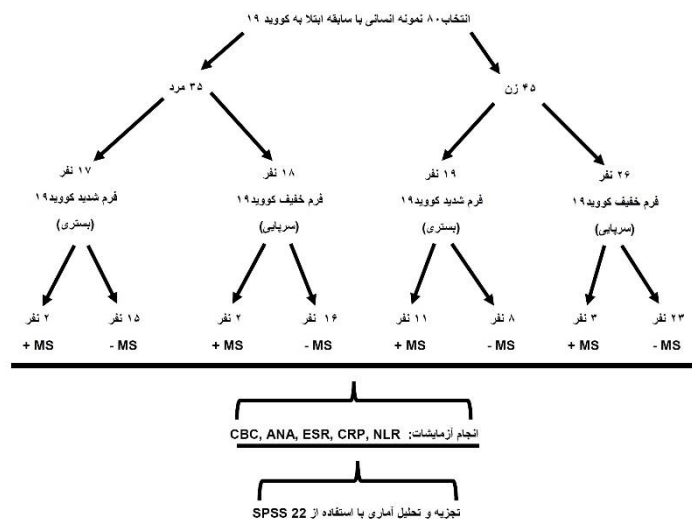 انتخاب۸۰ نمونه انسانی با سابقه ابتلا به کووید ۱۹
۳۵ مرد
۴۵ زن
۱۷ نفر
فرم شدید کووید۱۹
(بستری)
۱۸ نفر
فرم خفیف کووید۱۹
(سرپایی)
۱۹ نفر
فرم شدید کووید۱۹
(بستری)
۲۶ نفر
فرم خفیف کووید۱۹
(سرپایی)
۲ نفر
+ MS
۱۵ نفر
- MS
۲ نفر
+ MS
۱۶ نفر
- MS
۱۱ نفر
+ MS
۸ نفر
- MS
۳ نفر
+ MS
۲۳ نفر
- MS
انجام آزمایشات: CBC, ANA, ESR, CRP, NLR
تجزیه و تحلیل آماری با استفاده از SPSS 22